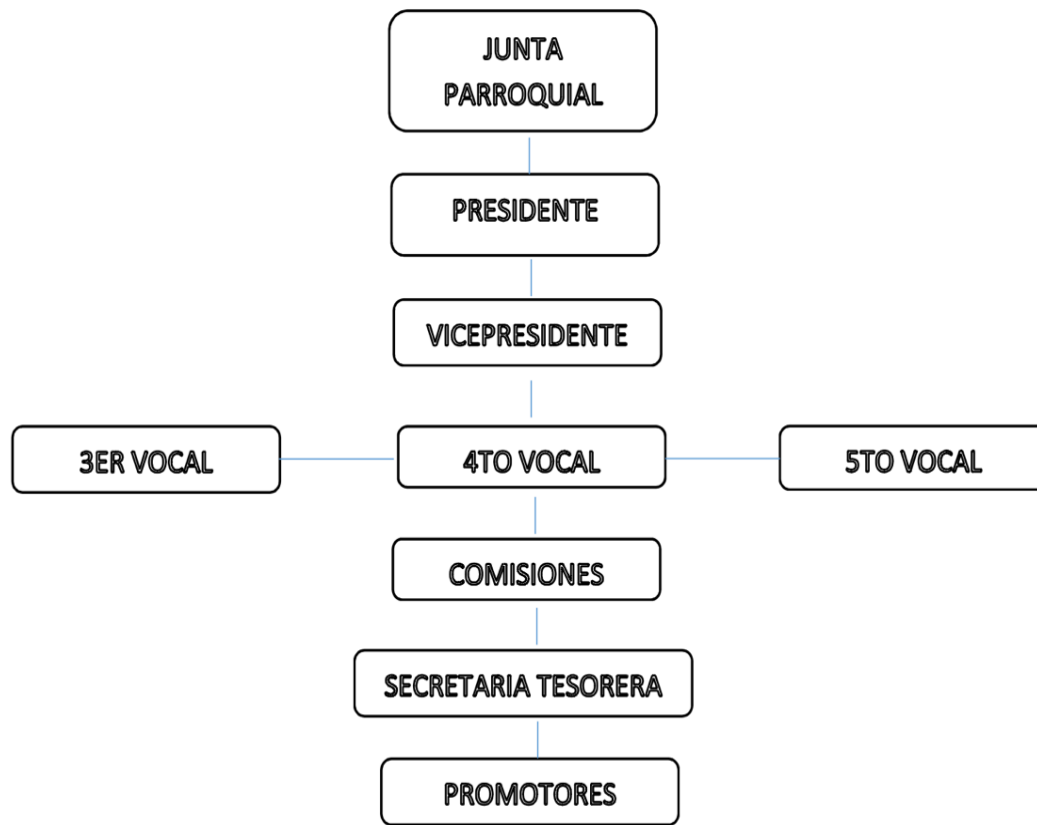 JUNTA
PARROQUIAL
PRESIDENTE
VICEPRESIDENTE
3ER VOCAL
4TO VOCAL
5TO VOCAL
COMISIONES
SECRETARIA TESORERA
PROMOTORES